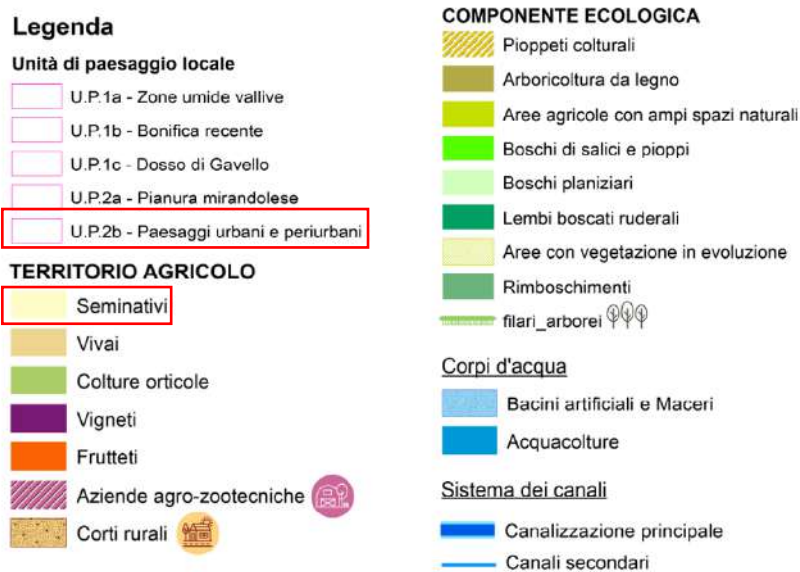 Legenda
Unità di paesaggio locale
U.P.1a - Zone umide vallive
U.P.1b - Bonifica recente
U.P.1c - Dosso di Gavello
U.P.2a - Pianura mirandolese
U.P.2b - Paesaggi urbani e periurbani
TERRITORIO AGRICOLO
Seminativi
Vivai
Colture orticole
Vigneti
Frutteti
Aziende agro-zootecniche
Corti rurali
COMPONENTE ECOLOGICA
Pioppeti colturali
Arboricoltura da legno
Aree agricole con ampi spazi naturali
Boschi di salici e pioppi
Boschi planiziari
Lembi boscati ruderali
Aree con vegetazione in evoluzione
Rimboschimenti
filari_arborei
Corpi d'acqua
Bacini artificiali e Maceri
Acquacolture
Sistema dei canali
Canalizzazione principale
Canali secondari